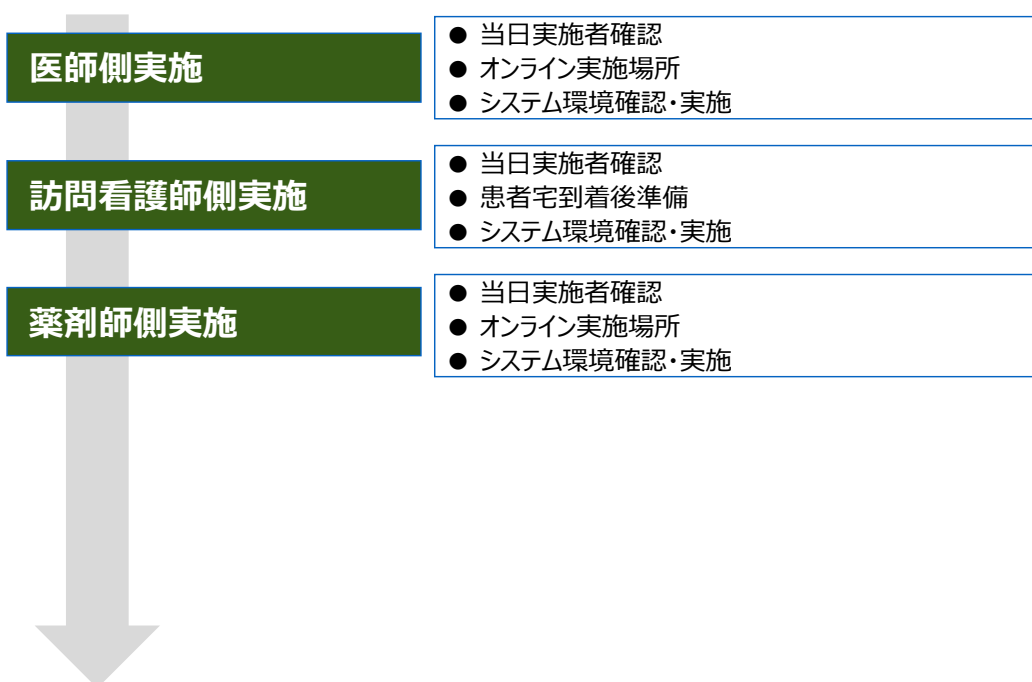 医師側実施
● 当日実施者確認
● オンライン実施場所
● システム環境確認・実施
訪問看護師側実施
● 当日実施者確認
● 患者宅到着後準備
● システム環境確認・実施
薬剤師側実施
● 当日実施者確認
● オンライン実施場所
● システム環境確認・実施